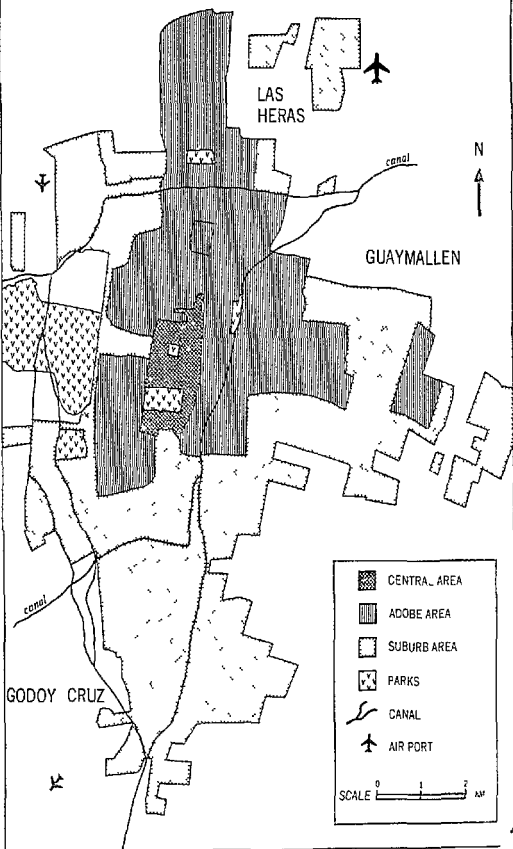 LAS
HERAS
canal
N
GUAYMALLEN
CENTRAL AREA
ADOBE AREA
SUBURB AREA
PARKS
CANAL
AIR PORT
canal
GODOY CRUZ
SCALE 0 1 2